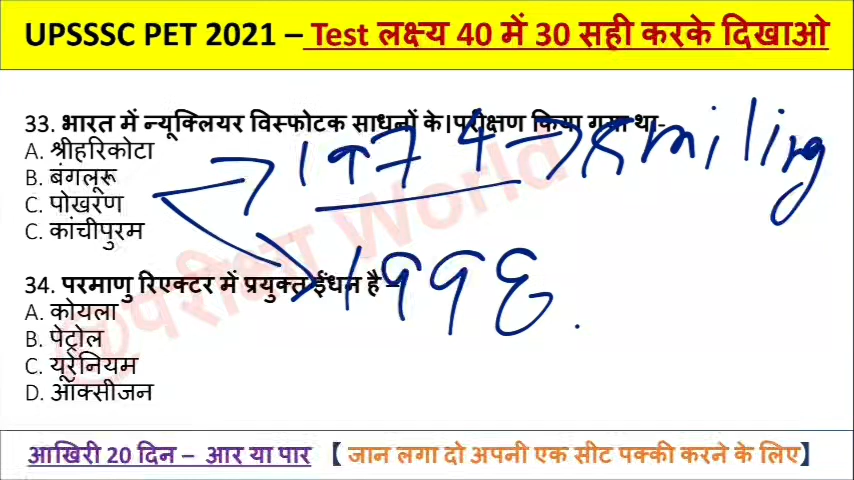 UPSSSC PET 2021 – Test लक्ष्य 40 में 30 सही करके दिखाओ
33. भारत में न्यूक्लियर विस्फोटक साधनों के। परीक्षण किया गया था-
A. श्रीहरिकोटा
B. बंगलूरू
C. पोखरण
C. कांचीपुरम
1974 → Smiling
1998.
34. परमाणु रिएक्टर में प्रयुक्त ईंधन है –
A. कोयला
B. पेट्रोल
C. यूरेनियम
D. ऑक्सीजन
@परीक्षा World
आखिरी 20 दिन – आर या पार 【 जान लगा दो अपनी एक सीट पक्की करने के लिए】